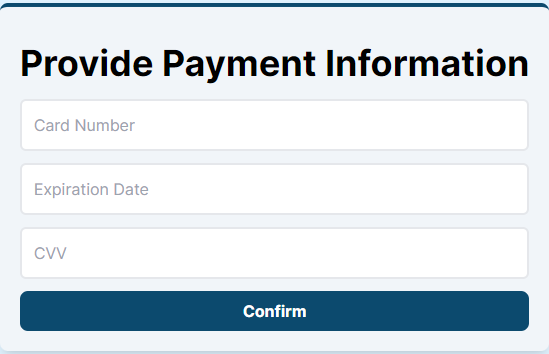 Provide Payment Information
Card Number
Expiration Date
CVV
Confirm